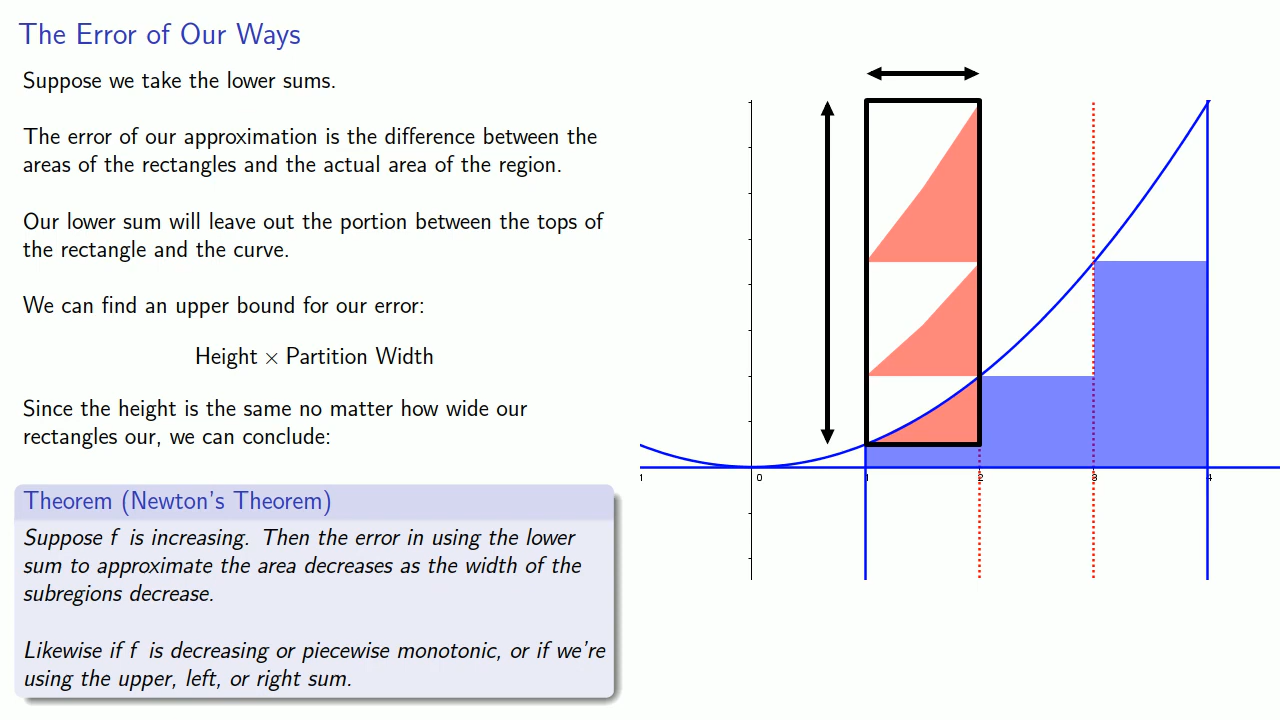 The Error of Our Ways
Suppose we take the lower sums.
The error of our approximation is the difference between the
areas of the rectangles and the actual area of the region.
Our lower sum will leave out the portion between the tops of
the rectangle and the curve.
We can find an upper bound for our error:
Height × Partition Width
Since the height is the same no matter how wide our
rectangles our, we can conclude:
Theorem (Newton's Theorem)
Suppose f is increasing. Then the error in using the lower
sum to approximate the area decreases as the width of the
subregions decrease.
Likewise if f is decreasing or piecewise monotonic, or if we're
using the upper, left, or right sum.
1 0 1 2 3 4